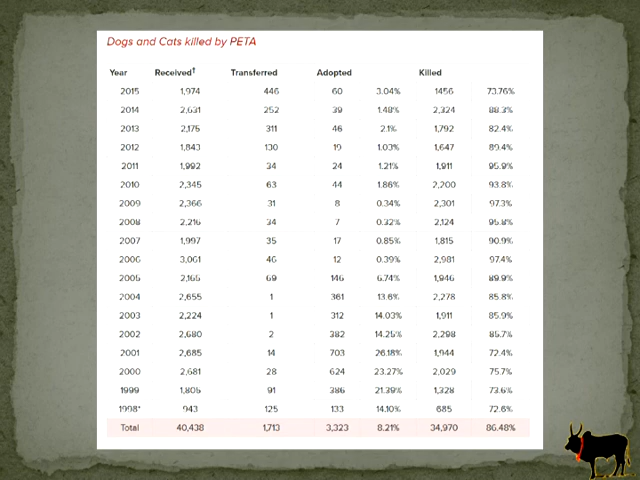 Dogs and Cats killed by PETA
Year Received† Transferred Adopted Killed
2015 1,974 446 60 3.04% 1456 73.76%
2014 2,631 252 39 1.48% 2,324 88.3%
2013 2,175 311 46 2.1% 1,792 82.4%
2012 1,843 130 19 1.03% 1,647 89.4%
2011 1,992 34 24 1.21% 1,911 95.9%
2010 2,345 63 44 1.86% 2,200 93.8%
2009 2,366 31 8 0.34% 2,301 97.3%
2008 2,216 34 7 0.32% 2,124 95.8%
2007 1,997 35 17 0.85% 1,815 90.9%
2006 3,061 46 12 0.39% 2,981 97.4%
2005 2,165 69 146 6.74% 1,946 89.9%
2004 2,655 1 361 13.6% 2,278 85.8%
2003 2,224 1 312 14.03% 1,911 85.9%
2002 2,680 2 382 14.25% 2,298 85.7%
2001 2,685 14 703 26.18% 1,944 72.4%
2000 2,681 28 624 23.27% 2,029 75.7%
1999 1,805 91 386 21.39% 1,328 73.6%
1998* 943 125 133 14.10% 685 72.6%
Total 40,438 1,713 3,323 8.21% 34,970 86.48%